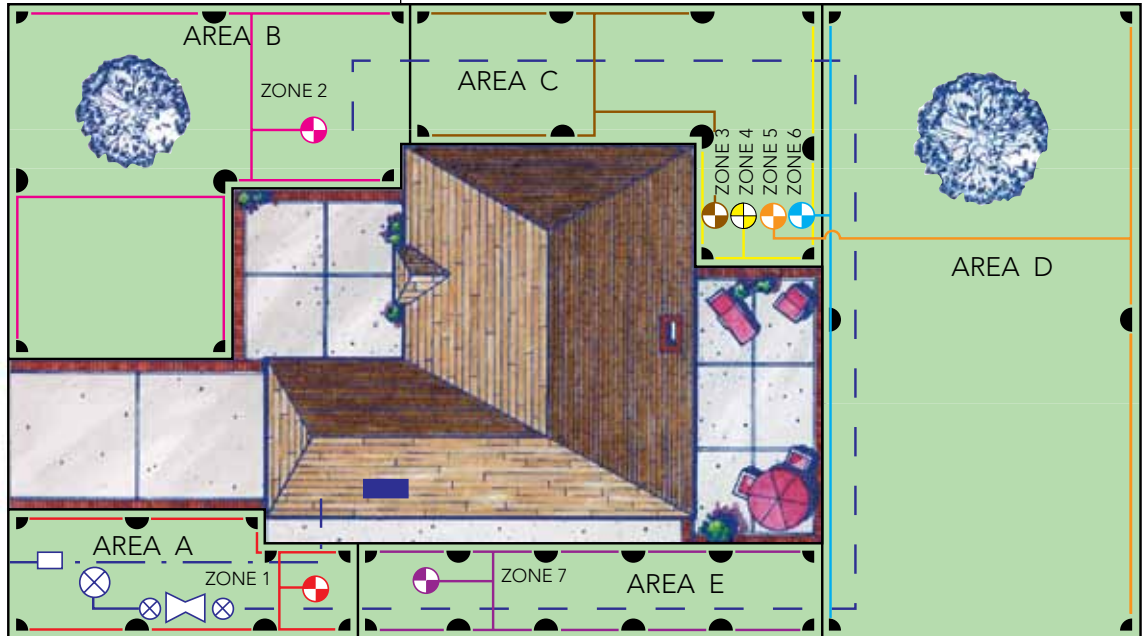 AREA B
ZONE 2
AREA C
ZONE 3
ZONE 4
ZONE 5
ZONE 6
AREA D
AREA A
ZONE 1
ZONE 7
AREA E